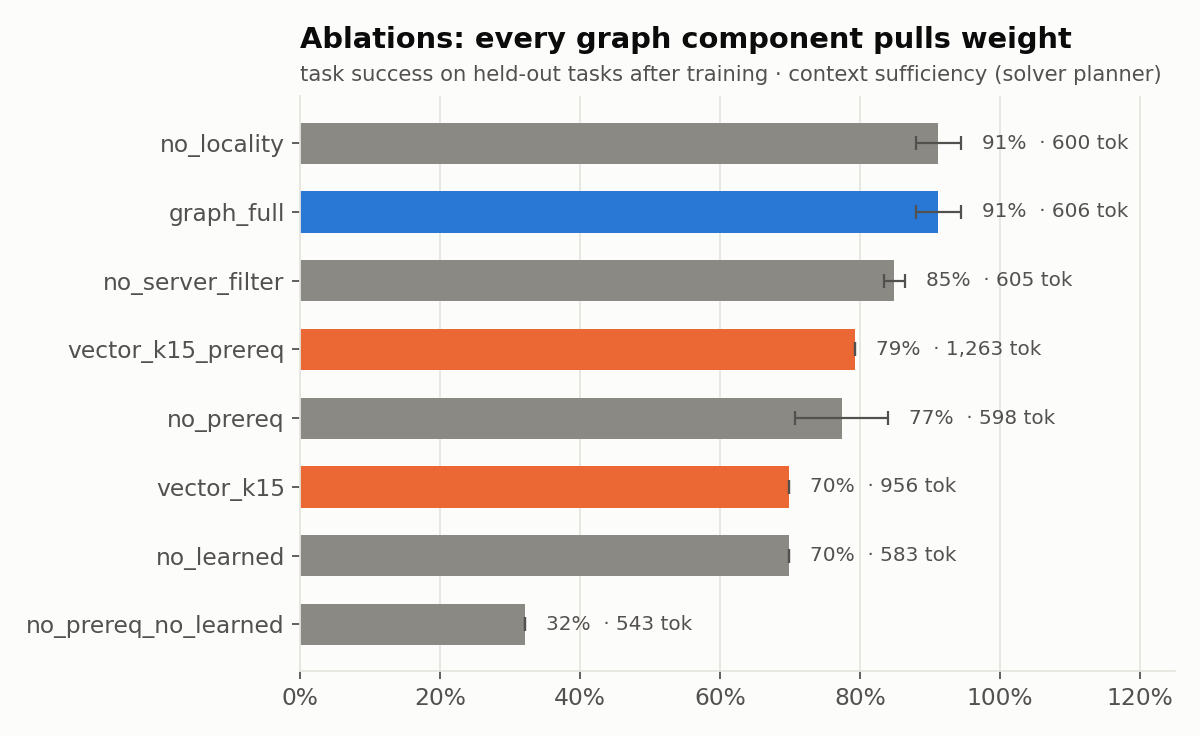 Ablations: every graph component pulls weight
task success on held-out tasks after training · context sufficiency (solver planner)
no_locality 91% · 600 tok
graph_full 91% · 606 tok
no_server_filter 85% · 605 tok
vector_k15_prereq 79% · 1,263 tok
no_prereq 77% · 598 tok
vector_k15 70% · 956 tok
no_learned 70% · 583 tok
no_prereq_no_learned 32% · 543 tok
0% 20% 40% 60% 80% 100% 120%